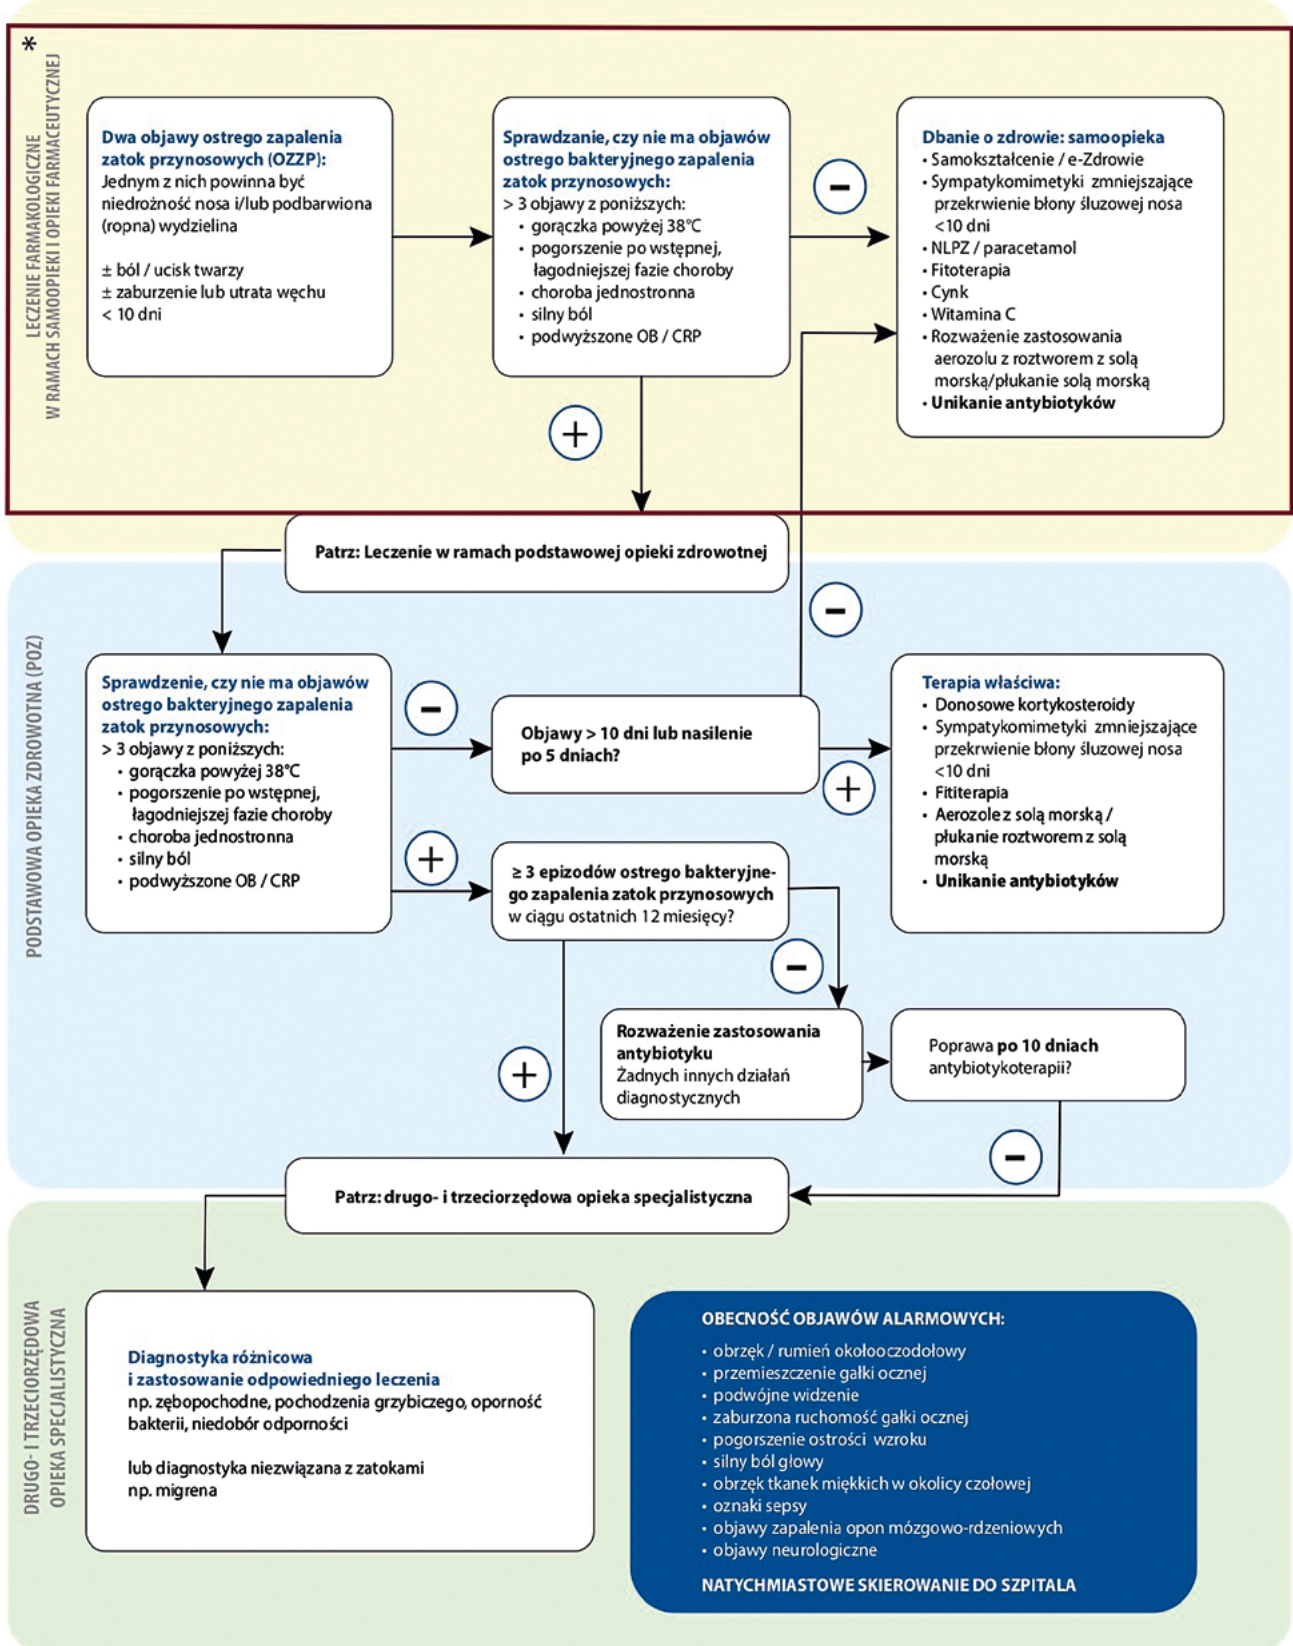 *
LECZENIE FARMAKOLOGICZNE
W RAMACH SAMOOPIEKI I OPIEKI FARMACEUTYCZNEJ
Dwa objawy ostrego zapalenia
zatok przynosowych (OZZP):
Jednym z nich powinna być
niedrożność nosa i/lub podbarwiona
(ropna) wydzielina
± ból / ucisk twarzy
± zaburzenie lub utrata węchu
< 10 dni
Sprawdzanie, czy nie ma objawów
ostrego bakteryjnego zapalenia
zatok przynosowych:
> 3 objawy z poniższych:
• gorączka powyżej 38°C
• pogorszenie po wstępnej,
łagodniejszej fazie choroby
• choroba jednostronna
• silny ból
• podwyższone OB / CRP
-
+
Dbanie o zdrowie: samoopieka
• Samokształcenie / e-Zdrowie
• Sympatykomimetyki zmniejszające
przekrwienie błony śluzowej nosa
<10 dni
• NLPZ / paracetamol
• Fitoterapia
• Cynk
• Witamina C
• Rozważenie zastosowania
aerozolu z roztworem z solą
morską/płukanie solą morską
• Unikanie antybiotyków
Patrz: Leczenie w ramach podstawowej opieki zdrowotnej
PODSTAWOWA OPIEKA ZDROWOTNA (POZ)
Sprawdzenie, czy nie ma objawów
ostrego bakteryjnego zapalenia
zatok przynosowych:
> 3 objawy z poniższych:
• gorączka powyżej 38°C
• pogorszenie po wstępnej,
łagodniejszej fazie choroby
• choroba jednostronna
• silny ból
• podwyższone OB / CRP
-
+
Objawy > 10 dni lub nasilenie
po 5 dniach?
-
+
Terapia właściwa:
• Donosowe kortykosteroidy
• Sympatykomimetyki zmniejszające
przekrwienie błony śluzowej nosa
<10 dni
• Fititerapia
• Aerozole z solą morską /
płukanie roztworem z solą
morską
• Unikanie antybiotyków
≥ 3 epizodów ostrego bakteryjne-
go zapalenia zatok przynosowych
w ciągu ostatnich 12 miesięcy?
-
+
Rozważenie zastosowania
antybiotyku
Żadnych innych działań
diagnostycznych
Poprawa po 10 dniach
antybiotykoterapii?
-
Patrz: drugo- i trzeciorzędowa opieka specjalistyczna
DRUGO- I TRZECIORZĘDOWA
OPIEKA SPECJALISTYCZNA
Diagnostyka różnicowa
i zastosowanie odpowiedniego leczenia
np. zębopochodne, pochodzenia grzybiczego, oporność
bakterii, niedobór odporności
lub diagnostyka niezwiązana z zatokami
np. migrena
OBECNOŚĆ OBJAWÓW ALARMOWYCH:
• obrzęk / rumień okołooczodołowy
• przemieszczenie gałki ocznej
• podwójne widzenie
• zaburzona ruchomość gałki ocznej
• pogorszenie ostrości wzroku
• silny ból głowy
• obrzęk tkanek miękkich w okolicy czołowej
• oznaki sepsy
• objawy zapalenia opon mózgowo-rdzeniowych
• objawy neurologiczne
NATYCHMIASTOWE SKIEROWANIE DO SZPITALA